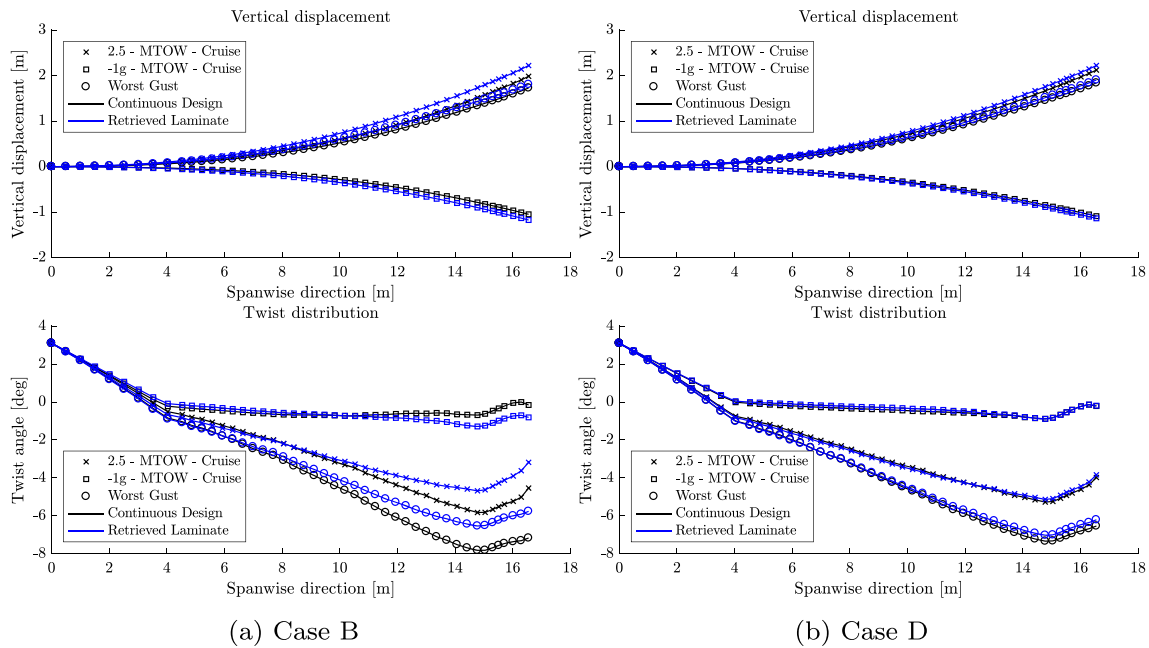 Vertical displacement
3
2
1
0
-1
-2
Vertical displacement [m]
2.5 - MTOW - Cruise
-1g - MTOW - Cruise
Worst Gust
Continuous Design
Retrieved Laminate
0 2 4 6 8 10 12 14 16 18
Spanwise direction [m]
Twist distribution
4
2
0
-2
-4
-6
-8
Twist angle [deg]
2.5 - MTOW - Cruise
-1g - MTOW - Cruise
Worst Gust
Continuous Design
Retrieved Laminate
0 2 4 6 8 10 12 14 16 18
Spanwise direction [m]
(a) Case B
Vertical displacement
3
2
1
0
-1
-2
Vertical displacement [m]
2.5 - MTOW - Cruise
-1g - MTOW - Cruise
Worst Gust
Continuous Design
Retrieved Laminate
0 2 4 6 8 10 12 14 16 18
Spanwise direction [m]
Twist distribution
4
2
0
-2
-4
-6
-8
Twist angle [deg]
2.5 - MTOW - Cruise
-1g - MTOW - Cruise
Worst Gust
Continuous Design
Retrieved Laminate
0 2 4 6 8 10 12 14 16 18
Spanwise direction [m]
(b) Case D